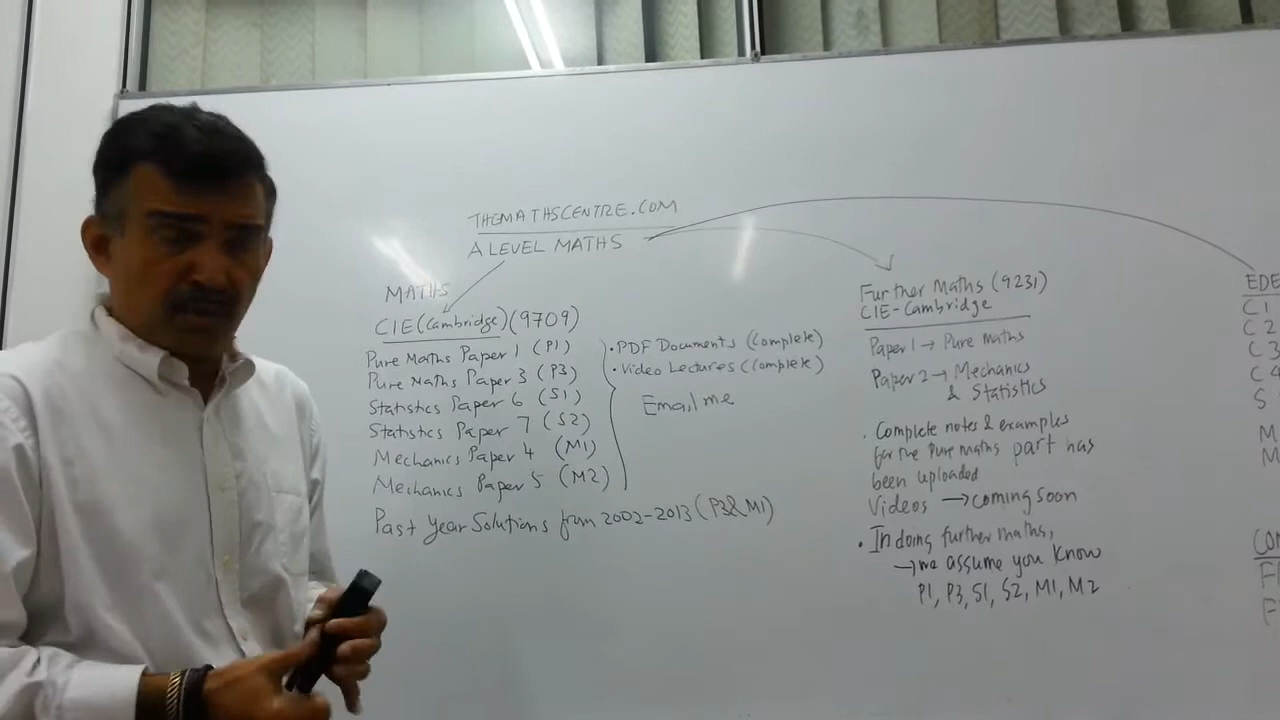 THEMATHSCENTRE.COM
A LEVEL MATHS
MATHS
CIE(Cambridge)(9709)
Pure Maths Paper 1 (P1)
Pure Maths Paper 3 (P3)
Statistics Paper 6 (S1)
Statistics Paper 7 (S2)
Mechanics Paper 4 (M1)
Mechanics Paper 5 (M2)
Past Year Solutions from 2002-2013 (P3&M1)
• PDF Documents (Complete)
• Video Lectures (Complete)
Email me
Further Maths (9231)
CIE-Cambridge
Paper 1 → Pure Maths
Paper 2 → Mechanics
& Statistics
• Complete notes & examples
for the Pure maths part has
been uploaded
Videos → coming soon
• In doing further maths,
→ we assume you know
P1, P3, S1, S2, M1, M2
EDE
C1
C2
C3
C4
S
M
M